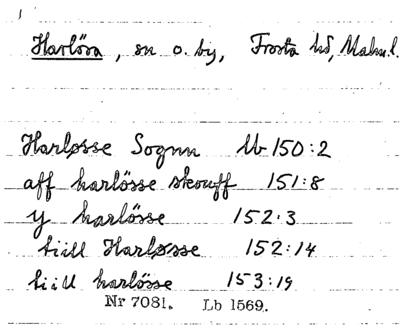 Harlösa, sn o. by, Frosta hd, Malm.l.
Harløsse Sognn Lb 150:2
aff harlösse skouff 151:8
y harlösse 152:3
tiill Harløsse 152:14
tiill harlösse 153:19
Nr 7081. Lb 1569.